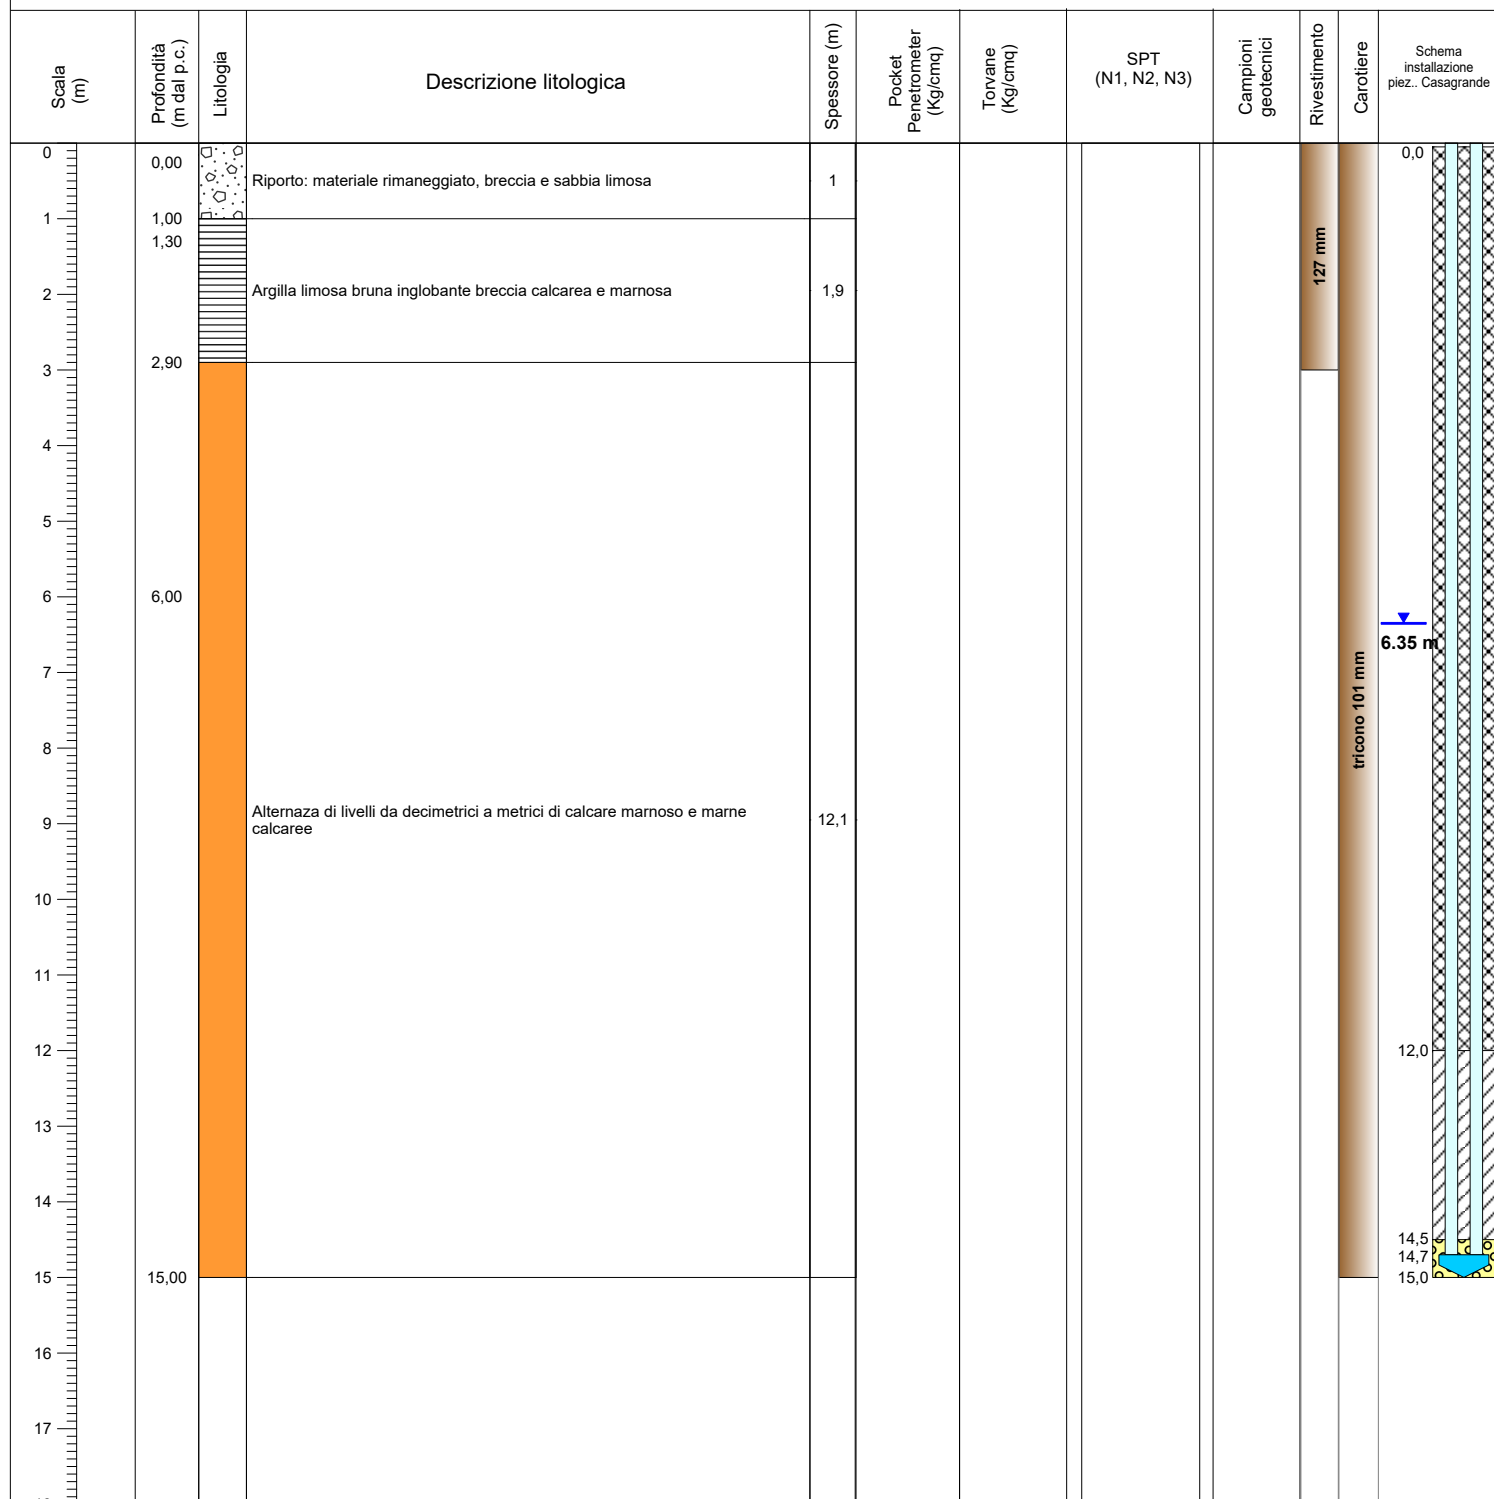 Scala
(m)
Profondità
(m dal p.c.)
Litologia
Descrizione litologica
Spessore (m)
Pocket
Penetrometer
(Kg/cmq)
Torvane
(Kg/cmq)
SPT
(N1, N2, N3)
Campioni
geotecnici
Rivestimento
Carotiere
Schema
installazione
piez.. Casagrande
0
0,00
Riporto: materiale rimaneggiato, breccia e sabbia limosa
1
0,0
1
1,00
1,30
127 mm
2
Argilla limosa bruna inglobante breccia calcarea e marnosa
1,9
2,90
3
4
5
6
6,00
6.35 m
7
tricono 101 mm
8
Alternaza di livelli da decimetrici a metrici di calcare marnoso e marne
calcaree
9
12,1
10
11
12
12,0
13
14
14,5
14,7
15
15,00
15,0
16
17